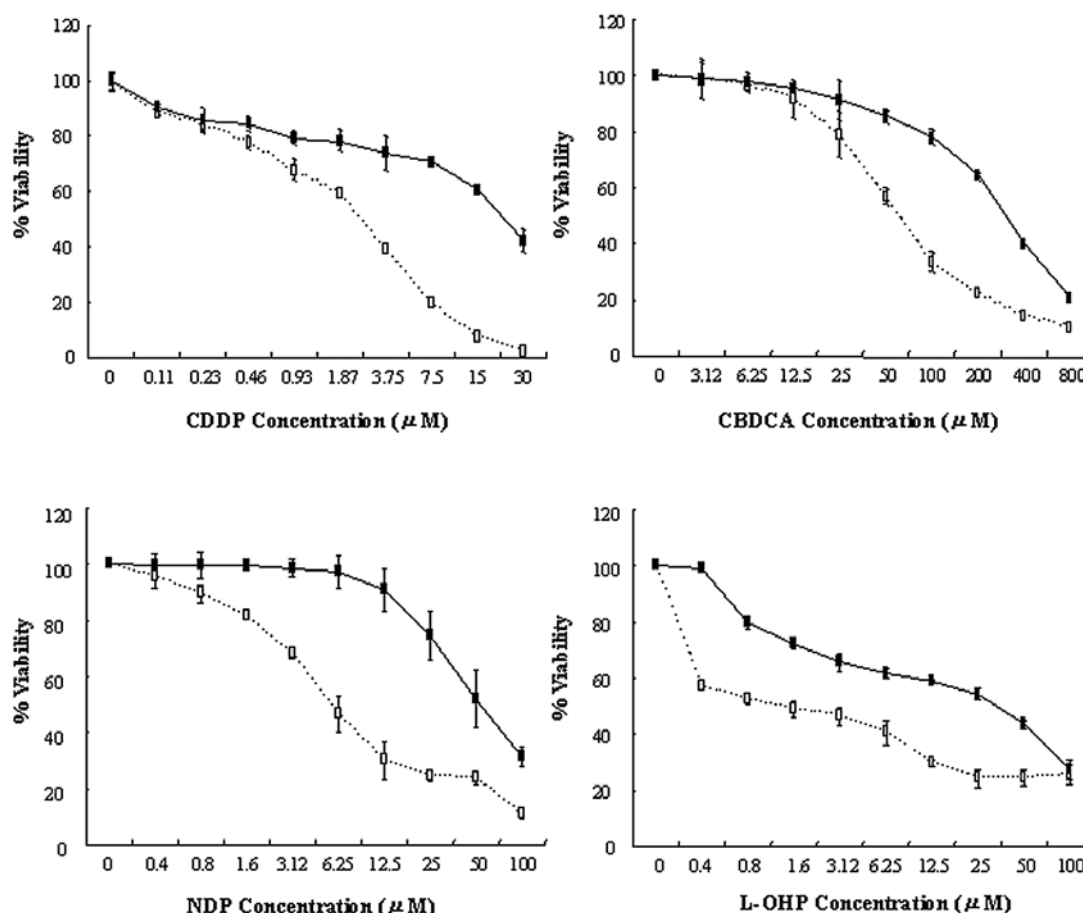 120
100
80
60
40
20
0
% Viability
0 0.11 0.23 0.46 0.93 1.87 3.75 7.5 15 30
CDDP Concentration (μM)
120
100
80
60
40
20
0
% Viability
0 3.12 6.25 12.5 25 50 100 200 400 800
CBDCA Concentration (μM)
120
100
80
60
40
20
0
% Viability
0 0.4 0.8 1.6 3.12 6.25 12.5 25 50 100
NDP Concentration (μM)
120
100
80
60
40
20
0
% Viability
0 0.4 0.8 1.6 3.12 6.25 12.5 25 50 100
L-OHP Concentration (μM)